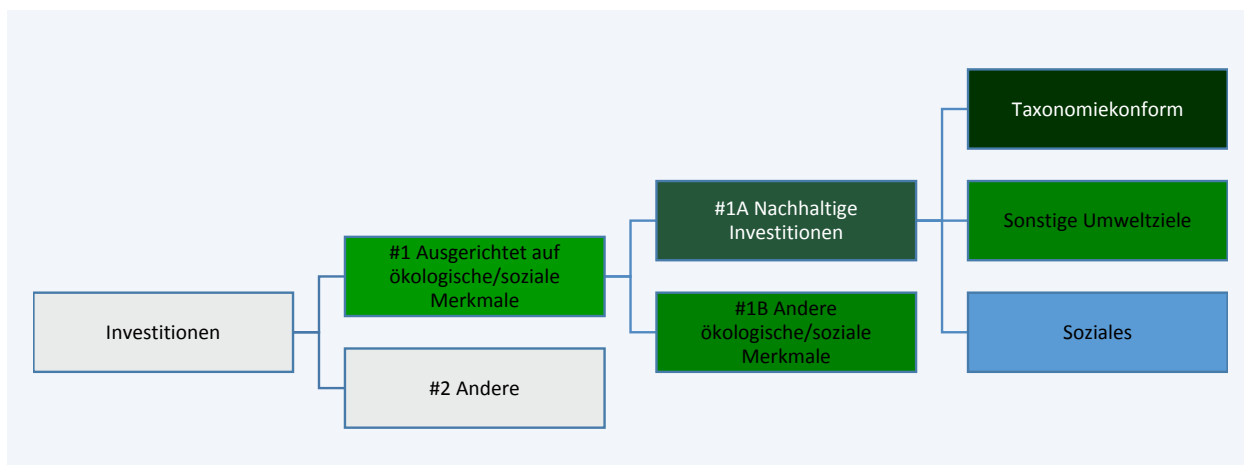 Investitionen
#1 Ausgerichtet auf
ökologische/soziale
Merkmale
#2 Andere
#1A Nachhaltige
Investitionen
#1B Andere
ökologische/soziale
Merkmale
Taxonomiekonform
Sonstige Umweltziele
Soziales